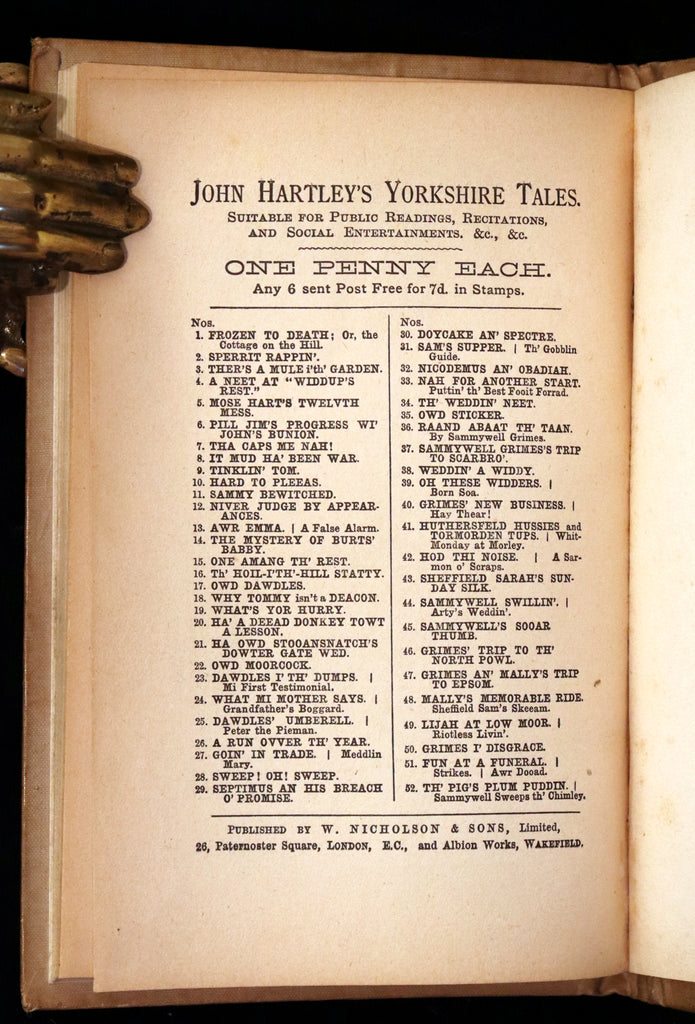 JOHN HARTLEY'S YORKSHIRE TALES.
SUITABLE FOR PUBLIC READINGS, RECITATIONS,
AND SOCIAL ENTERTAINMENTS. &c., &c.
ONE PENNY EACH.
Any 6 sent Post Free for 7d. in Stamps.
Nos.
1. FROZEN TO DEATH; Or, the
Cottage on the Hill.
2. SPERRIT RAPPIN'.
3. THER'S A MULE i'th' GARDEN.
4. A NEET AT "WIDDUP'S
REST."
5. MOSE HART'S TWELVTH
MESS.
6. PILL JIM'S PROGRESS WI'
JOHN'S BUNION.
7. THA CAPS ME NAH!
8. IT MUD HA' BEEN WAR.
9. TINKLIN' TOM.
10. HARD TO PLEEAS.
11. SAMMY BEWITCHED.
12. NIVER JUDGE BY APPEAR-
ANCES.
13. AWR EMMA. | A False Alarm.
14. THE MYSTERY OF BURTS'
BABBY.
15. ONE AMANG TH' REST.
16. Th' HOIL-I'TH'-HILL STATTY.
17. OWD DAWDLES.
18. WHY TOMMY isn't a DEACON.
19. WHAT'S YOR HURRY.
20. HA' A DEEAD DONKEY TOWT
A LESSON.
21. HA OWD STOOANSNATCH'S
DOWTER GATE WED.
22. OWD MOORCOCK.
23. DAWDLES I' TH' DUMPS. |
Mi First Testimonial.
24. WHAT MI MOTHER SAYS. |
Grandfather's Boggard.
25. DAWDLES' UMBERELL. |
Peter the Pieman.
26. A RUN OVVER TH' YEAR.
27. GOIN' IN TRADE. | Meddlin
Mary.
28. SWEEP! OH! SWEEP.
29. SEPTIMUS AN HIS BREACH
O' PROMISE.
Nos.
30. DOYCAKE AN' SPECTRE.
31. SAM'S SUPPER. | Th' Gobblin
Guide.
32. NICODEMUS AN' OBADIAH.
33. NAH FOR ANOTHER START.
Puttin' th' Best Fooit Forrad.
34. TH' WEDDIN' NEET.
35. OWD STICKER.
36. RAAND ABAAT TH' TAAN.
By Sammywell Grimes.
37. SAMMYWELL GRIMES'S TRIP
TO SCARBRO'.
38. WEDDIN' A WIDDY.
39. OH THESE WIDDERS. |
Born Soa.
40. GRIMES' NEW BUSINESS. |
Hay Thear!
41. HUTHERSFELD HUSSIES and
TORMORDEN TUPS. | Whit-
Monday at Morley.
42. HOD THI NOISE. | A Sar-
mon o' Scraps.
43. SHEFFIELD SARAH'S SUN-
DAY SILK.
44. SAMMYWELL SWILLIN'. |
Arty's Weddin'.
45. SAMMYWELL'S SOOAR
THUMB.
46. GRIMES' TRIP TO TH'
NORTH POWL.
47. GRIMES AN' MALLY'S TRIP
TO EPSOM.
48. MALLY'S MEMORABLE RIDE.
Sheffield Sam's Skeeam.
49. LIJAH AT LOW MOOR. |
Riotless Livin'.
50. GRIMES I' DISGRACE.
51. FUN AT A FUNERAL. |
Strikes. | Awr Dooad.
52. TH' PIG'S PLUM PUDDIN. |
Sammywell Sweeps th' Chimley.
PUBLISHED BY W. NICHOLSON & SONS, Limited,
26, Paternoster Square, LONDON, E.C., and Albion Works, WAKEFIELD.